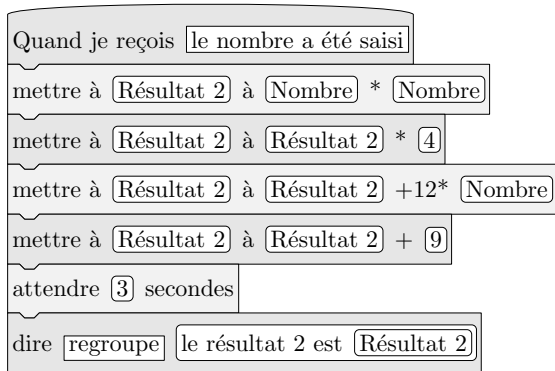 Quand je reçois le nombre a été saisi
mettre à Résultat 2 à Nombre * Nombre
mettre à Résultat 2 à Résultat 2 * 4
mettre à Résultat 2 à Résultat 2 +12* Nombre
mettre à Résultat 2 à Résultat 2 + 9
attendre 3 secondes
dire regroupe le résultat 2 est Résultat 2